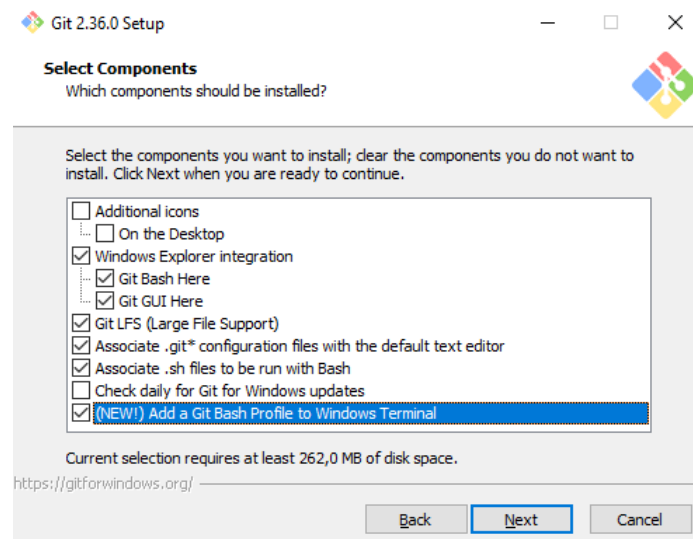 Git 2.36.0 Setup
Select Components
Which components should be installed?
Select the components you want to install; clear the components you do not want to
install. Click Next when you are ready to continue.
Additional icons
On the Desktop
Windows Explorer integration
Git Bash Here
Git GUI Here
Git LFS (Large File Support)
Associate .git* configuration files with the default text editor
Associate .sh files to be run with Bash
Check daily for Git for Windows updates
(NEW!) Add a Git Bash Profile to Windows Terminal
Current selection requires at least 262,0 MB of disk space.
https://gitforwindows.org/
Back Next Cancel